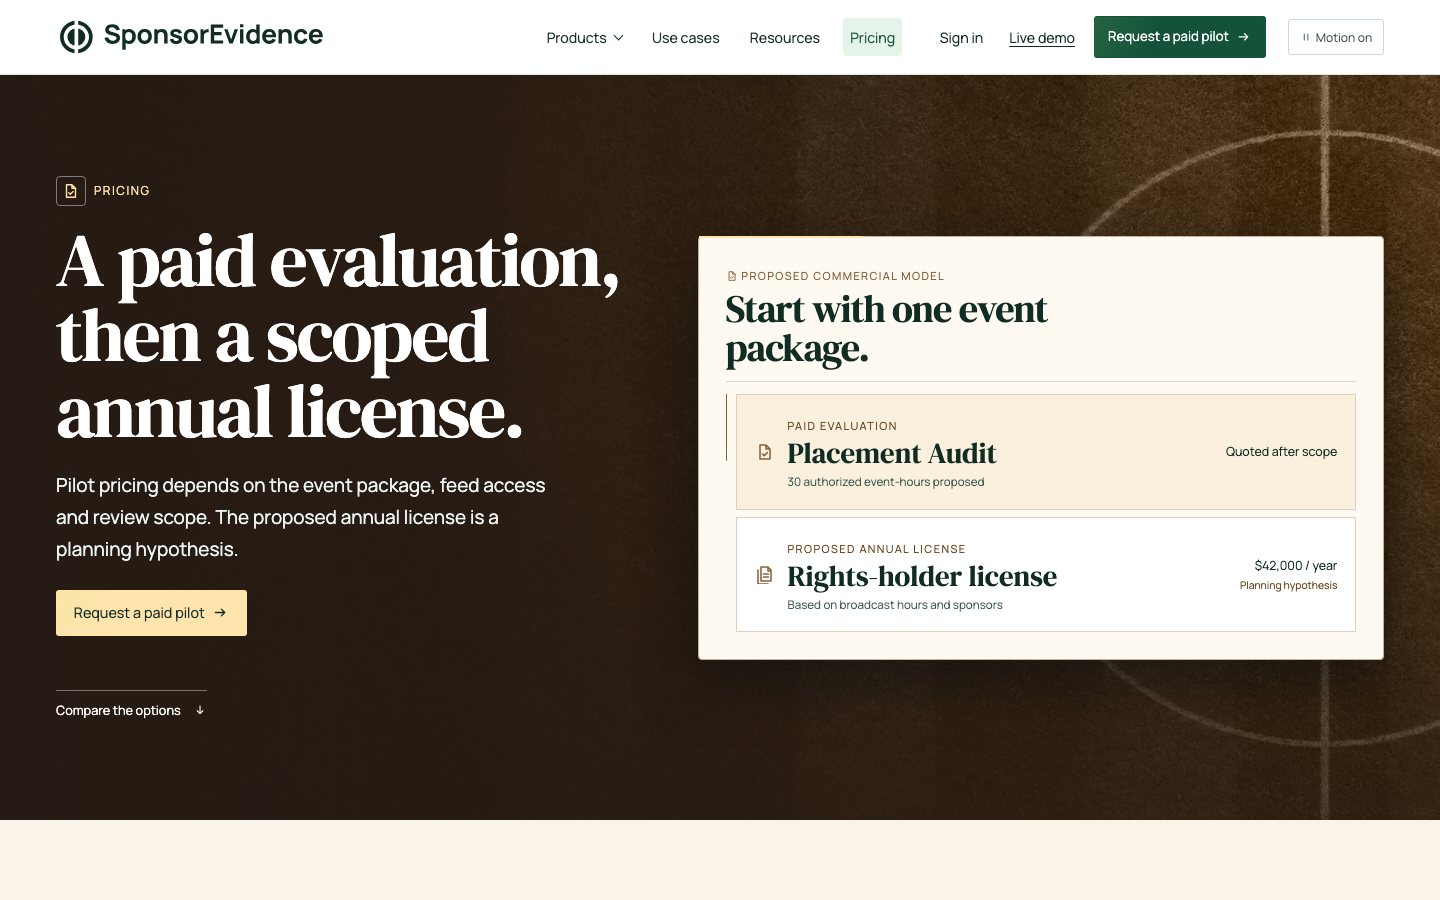 SponsorEvidence
Products
Use cases
Resources
Pricing
Sign in
Live demo
Request a paid pilot →
Motion on
PRICING
A paid evaluation,
then a scoped
annual license.
Pilot pricing depends on the event package, feed access
and review scope. The proposed annual license is a
planning hypothesis.
Request a paid pilot →
Compare the options ↓
PROPOSED COMMERCIAL MODEL
Start with one event
package.
PAID EVALUATION
Placement Audit
30 authorized event-hours proposed
Quoted after scope
PROPOSED ANNUAL LICENSE
Rights-holder license
Based on broadcast hours and sponsors
$42,000 / year
Planning hypothesis